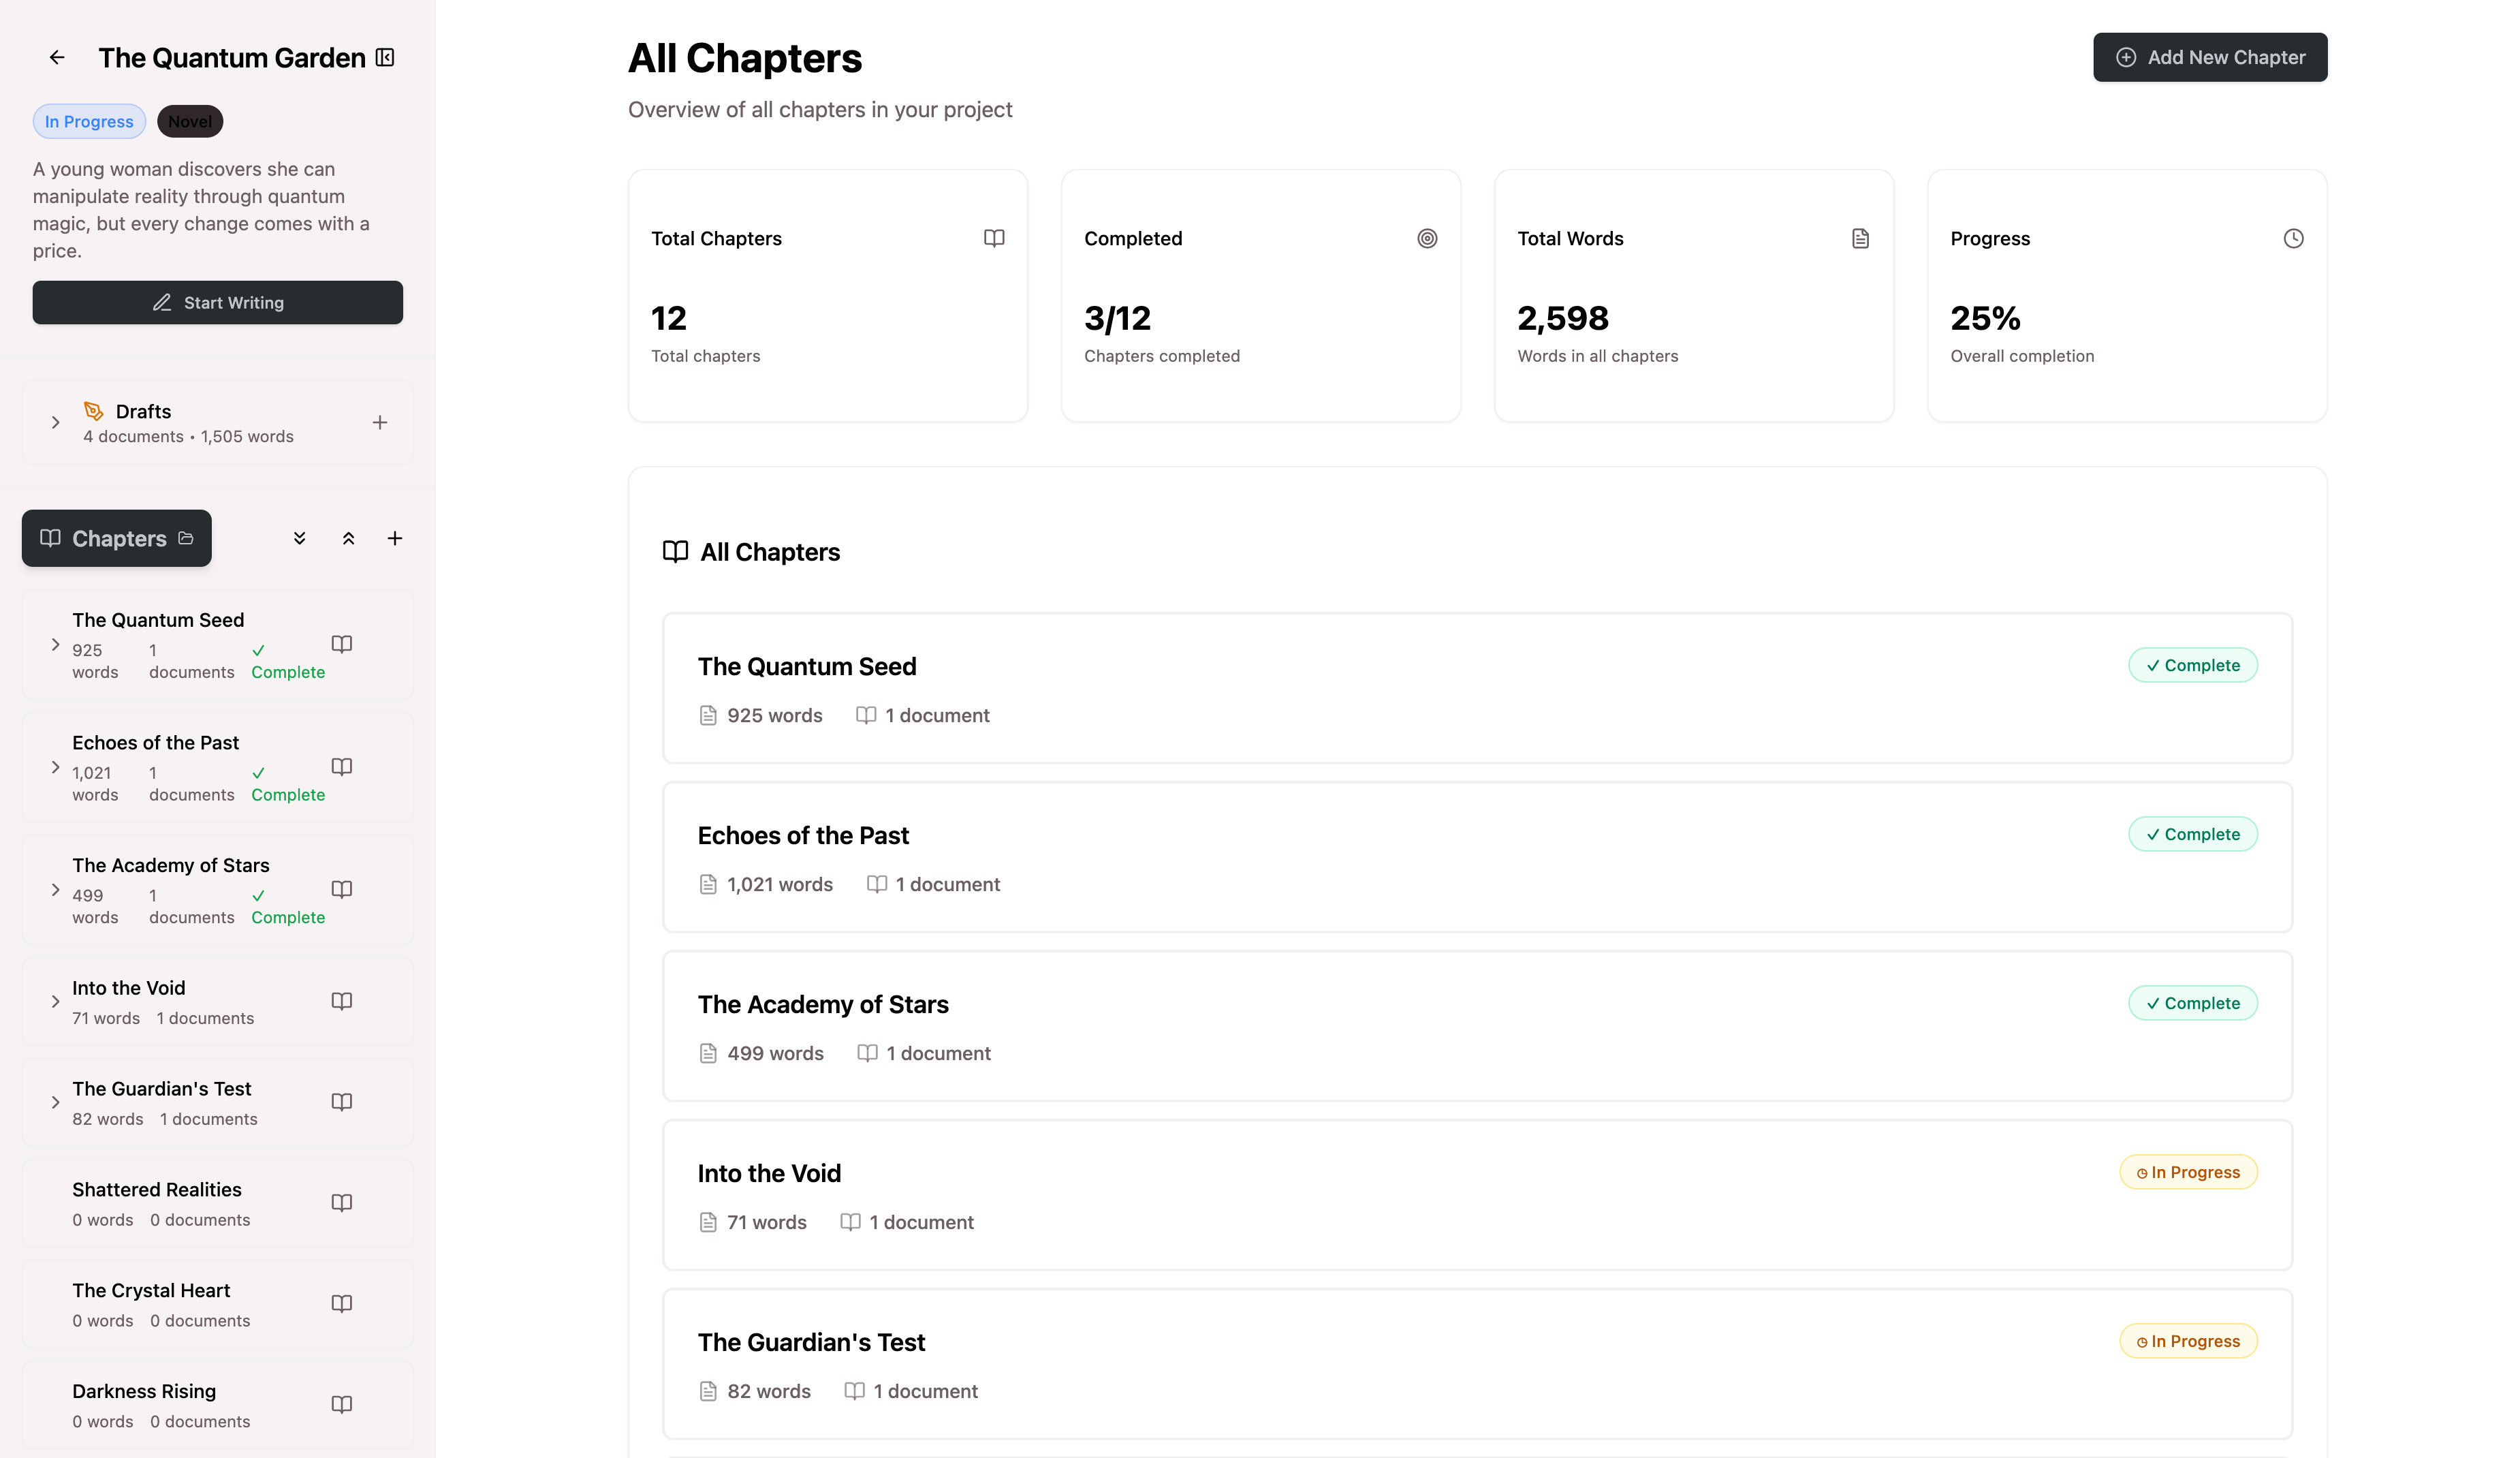 The Quantum Garden
In Progress
Novel
A young woman discovers she can
manipulate reality through quantum
magic, but every change comes with a
price.
Start Writing
Drafts
4 documents • 1,505 words
Chapters
The Quantum Seed
925 words
1 documents
✓ Complete
Echoes of the Past
1,021 words
1 documents
✓ Complete
The Academy of Stars
499 words
1 documents
✓ Complete
Into the Void
71 words 1 documents
The Guardian's Test
82 words 1 documents
Shattered Realities
0 words 0 documents
The Crystal Heart
0 words 0 documents
Darkness Rising
0 words 0 documents
All Chapters
Overview of all chapters in your project
Add New Chapter
Total Chapters
12
Total chapters
Completed
3/12
Chapters completed
Total Words
2,598
Words in all chapters
Progress
25%
Overall completion
All Chapters
The Quantum Seed
✓ Complete
925 words 1 document
Echoes of the Past
✓ Complete
1,021 words 1 document
The Academy of Stars
✓ Complete
499 words 1 document
Into the Void
In Progress
71 words 1 document
The Guardian's Test
In Progress
82 words 1 document